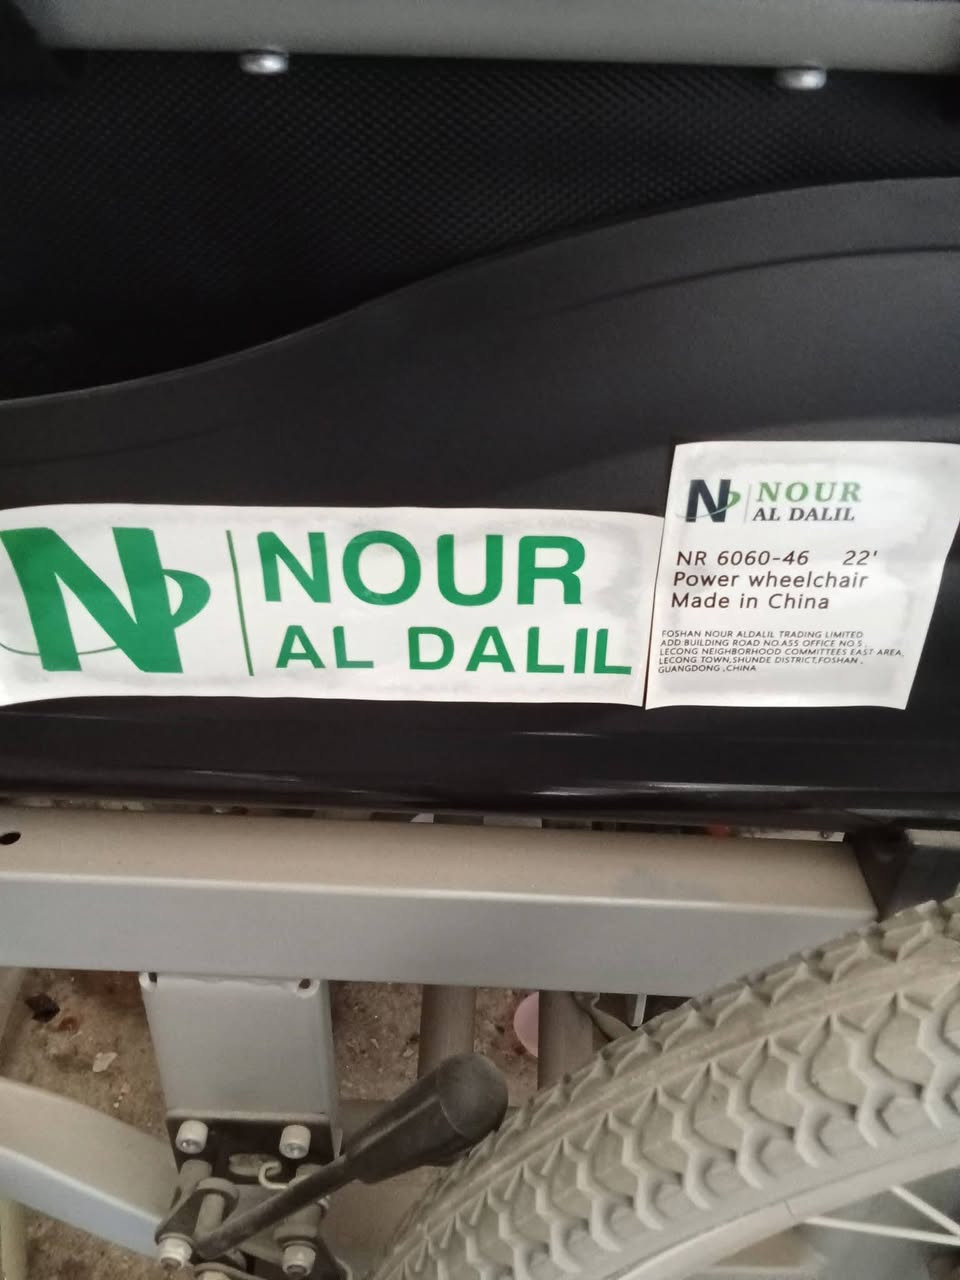 N
NOUR
AL DALIL
N
NOUR
AL DALIL
NR 6060-46 22'
Power wheelchair
Made in China
FOSHAN NOUR ALDALIL TRADING LIMITED
ADD BUILDING ROAD NO.A55 OFFICE NO.5 ,
LECONG NEIGHBORHOOD COMMITTEES EAST AREA,
LECONG TOWN,SHUNDE DISTRICT,FOSHAN ,
GUANGDONG ,CHINA